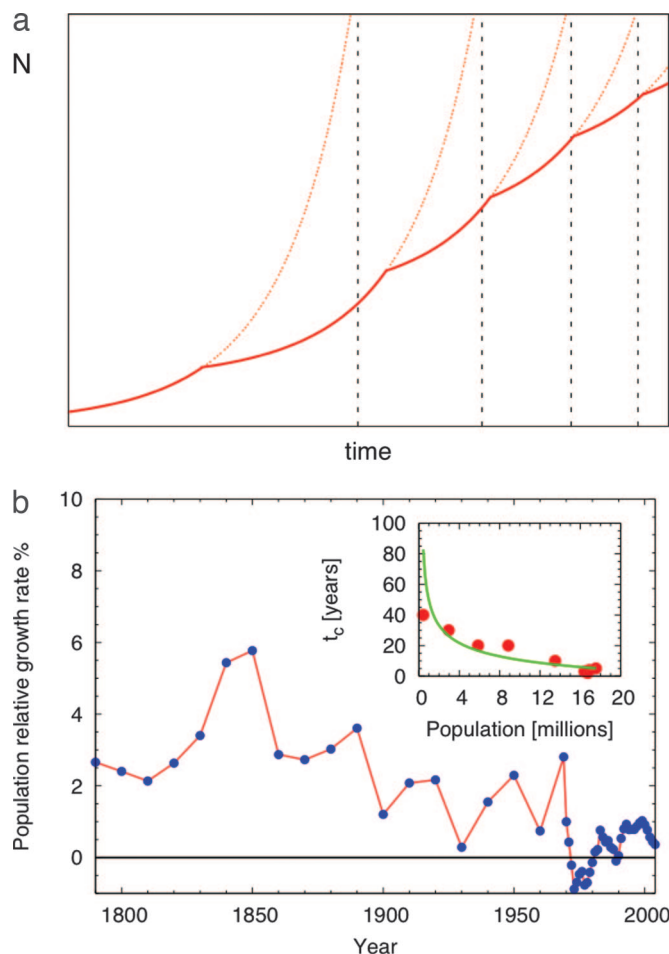 a
N
time
b
10
8
6
4
2
0
Population relative growth rate %
1800 1850 1900 1950 2000
Year
100
80
60
40
20
0
t_c [years]
0 4 8 12 16 20
Population [millions]